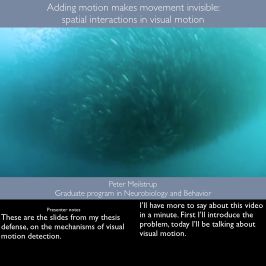 Adding motion makes movement invisible:
spatial interactions in visual motion
Peter Meilstrup
Graduate program in Neurobiology and Behavior
Presenter notes
These are the slides from my thesis
defense, on the mechanisms of visual
motion detection.
I'll have more to say about this video
in a minute. First I'll introduce the
problem, today I'll be talking about
visual motion.